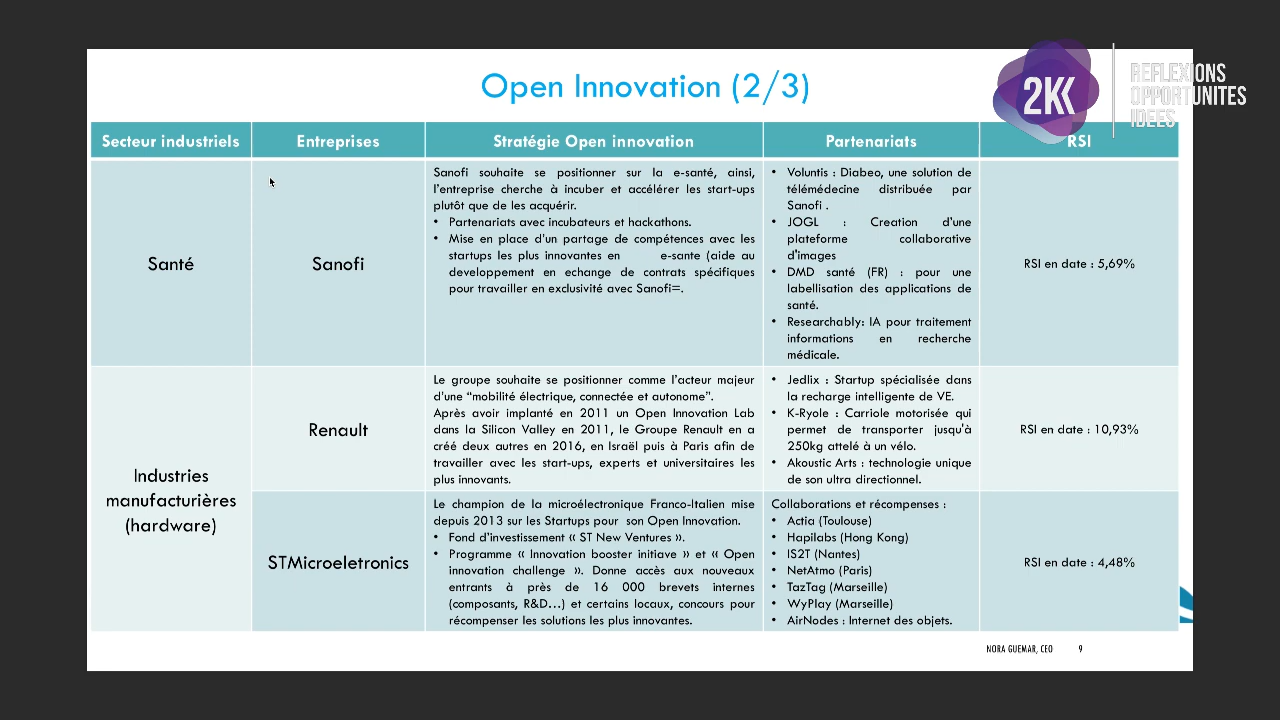 Open Innovation (2/3)
2KK
REFLEXIONS
OPPORTUNITES
IDEES
Secteur industriels
Entreprises
Stratégie Open innovation
Partenariats
RSI
Santé
Sanofi
Sanofi souhaite se positionner sur la e-santé, ainsi,
l'entreprise cherche à incuber et accélérer les start-ups
plutôt que de les acquérir.
• Partenariats avec incubateurs et hackathons.
• Mise en place d'un partage de compétences avec les
startups les plus innovantes en e-sante (aide au
developpement en echange de contrats spécifiques
pour travailler en exclusivité avec Sanofi=.
• Voluntis : Diabeo, une solution de
télémédecine distribuée par
Sanofi .
• JOGL : Creation d'une
plateforme collaborative
d'images
• DMD santé (FR) : pour une
labellisation des applications de
santé.
• Researchably: IA pour traitement
informations en recherche
médicale.
RSI en date : 5,69%
Industries
manufacturières
(hardware)
Renault
Le groupe souhaite se positionner comme l'acteur majeur
d'une “mobilité électrique, connectée et autonome”.
Après avoir implanté en 2011 un Open Innovation Lab
dans la Silicon Valley en 2011, le Groupe Renault en a
créé deux autres en 2016, en Israël puis à Paris afin de
travailler avec les start-ups, experts et universitaires les
plus innovants.
• Jedlix : Startup spécialisée dans
la recharge intelligente de VE.
• K-Ryole : Carriole motorisée qui
permet de transporter jusqu'à
250kg attelé à un vélo.
• Akoustic Arts : technologie unique
de son ultra directionnel.
RSI en date : 10,93%
STMicroeletronics
Le champion de la microélectronique Franco-Italien mise
depuis 2013 sur les Startups pour son Open Innovation.
• Fond d'investissement « ST New Ventures ».
• Programme « Innovation booster initiave » et « Open
innovation challenge ». Donne accès aux nouveaux
entrants à près de 16 000 brevets internes
(composants, R&D…) et certains locaux, concours pour
récompenser les solutions les plus innovantes.
Collaborations et récompenses :
• Actia (Toulouse)
• Hapilabs (Hong Kong)
• IS2T (Nantes)
• NetAtmo (Paris)
• TazTag (Marseille)
• WyPlay (Marseille)
• AirNodes : Internet des objets.
RSI en date : 4,48%
NORA GUEMAR, CEO 9